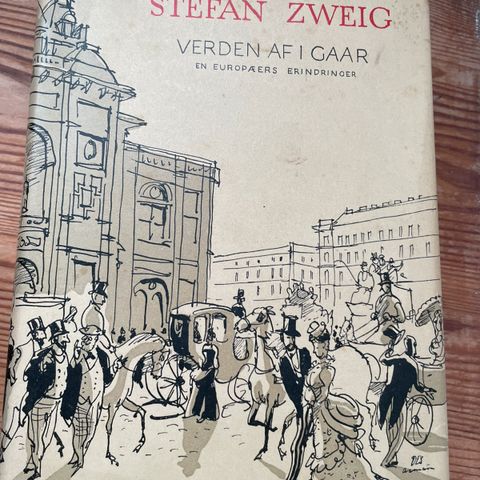 STEFAN ZWEIG
VERDEN AF I GAAR
EN EUROPÆERS ERINDRINGER